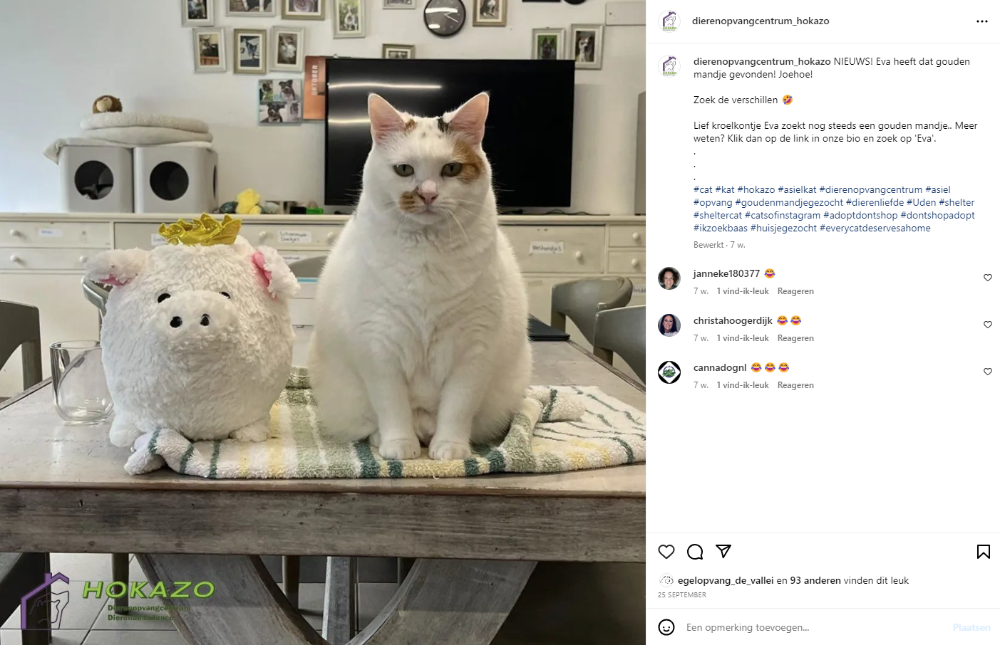 OKTOBER
HOKAZO
Dierenopvangcentrum
Dierenambulance
dierenopvangcentrum_hokazo
dierenopvangcentrum_hokazo NIEUWS! Eva heeft dat gouden
mandje gevonden! Joehoe!
Zoek de verschillen 🤣
Lief kroelkontje Eva zoekt nog steeds een gouden mandje.. Meer
weten? Klik dan op de link in onze bio en zoek op 'Eva'.
.
.
.
#cat #kat #hokazo #asielkat #dierenopvangcentrum #asiel
#opvang #goudenmandjegezocht #dierenliefde #Uden #shelter
#sheltercat #catsofinstagram #adoptdontshop #dontshopadopt
#ikzoekbaas #huisjegezocht #everycatdeservesahome
Bewerkt · 7 w.
janneke180377 😂
7 w. 1 vind-ik-leuk Reageren
christahoogerdijk 😂😂
7 w. 1 vind-ik-leuk Reageren
cannadognl 😂😂😂
7 w. 1 vind-ik-leuk Reageren
egelopvang_de_vallei en 93 anderen vinden dit leuk
25 SEPTEMBER
Een opmerking toevoegen...
Plaatsen